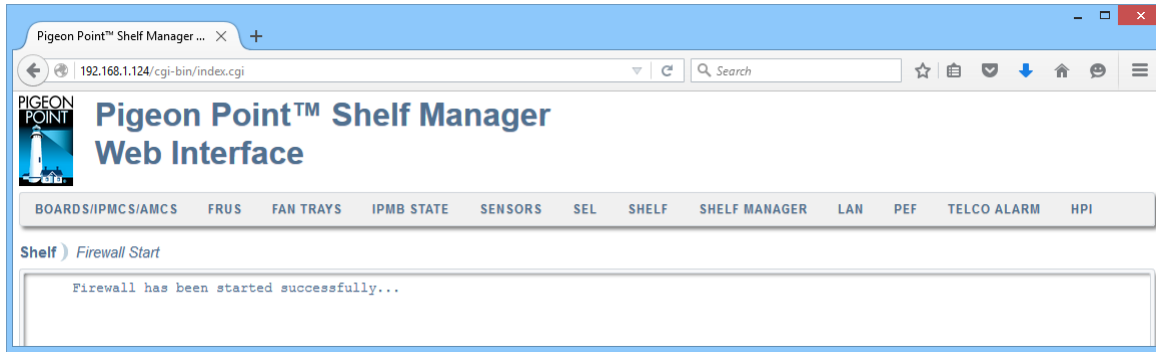 Pigeon Point™ Shelf Manager ...
192.168.1.124/cgi-bin/index.cgi
Search
PIGEON
POINT
Pigeon Point™ Shelf Manager
Web Interface
BOARDS/IPMCS/AMCS FRUS FAN TRAYS IPMB STATE SENSORS SEL SHELF SHELF MANAGER LAN PEF TELCO ALARM HPI
Shelf ) Firewall Start
Firewall has been started successfully...